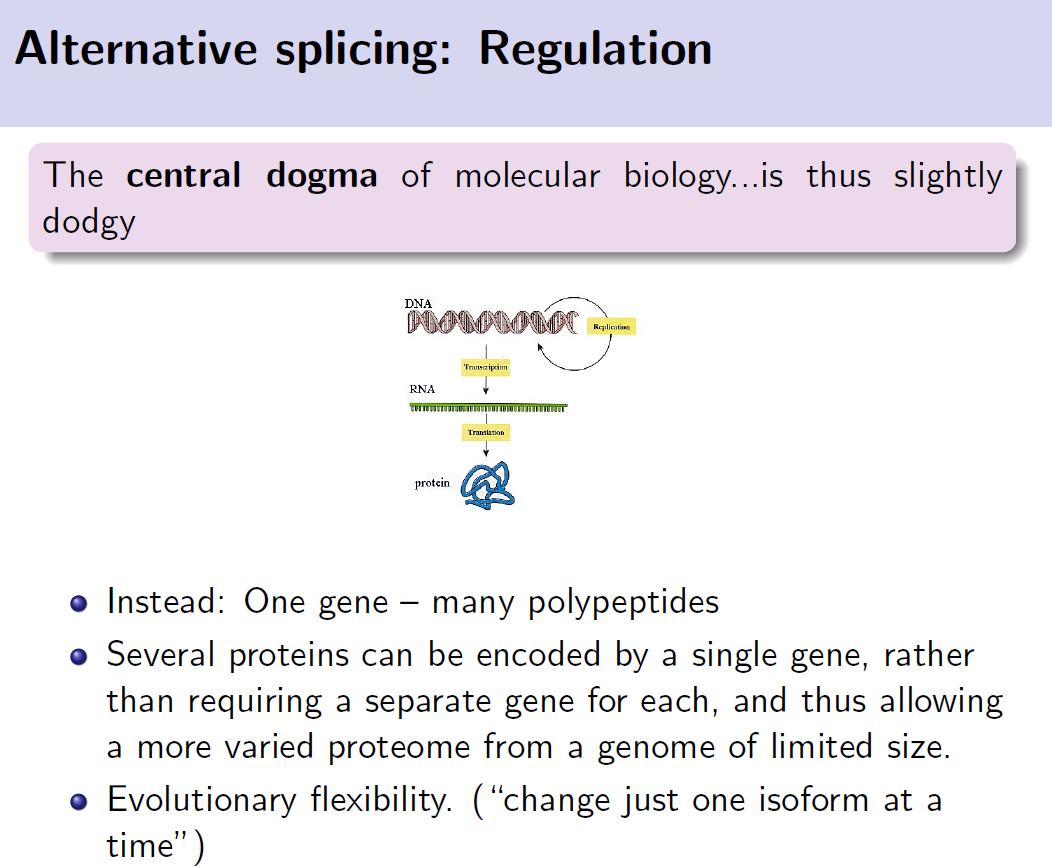 Alternative splicing: Regulation
The central dogma of molecular biology...is thus slightly
dodgy
DNA
Replication
Transcription
RNA
Translation
protein
Instead: One gene – many polypeptides
Several proteins can be encoded by a single gene, rather
than requiring a separate gene for each, and thus allowing
a more varied proteome from a genome of limited size.
Evolutionary flexibility. (“change just one isoform at a
time”)